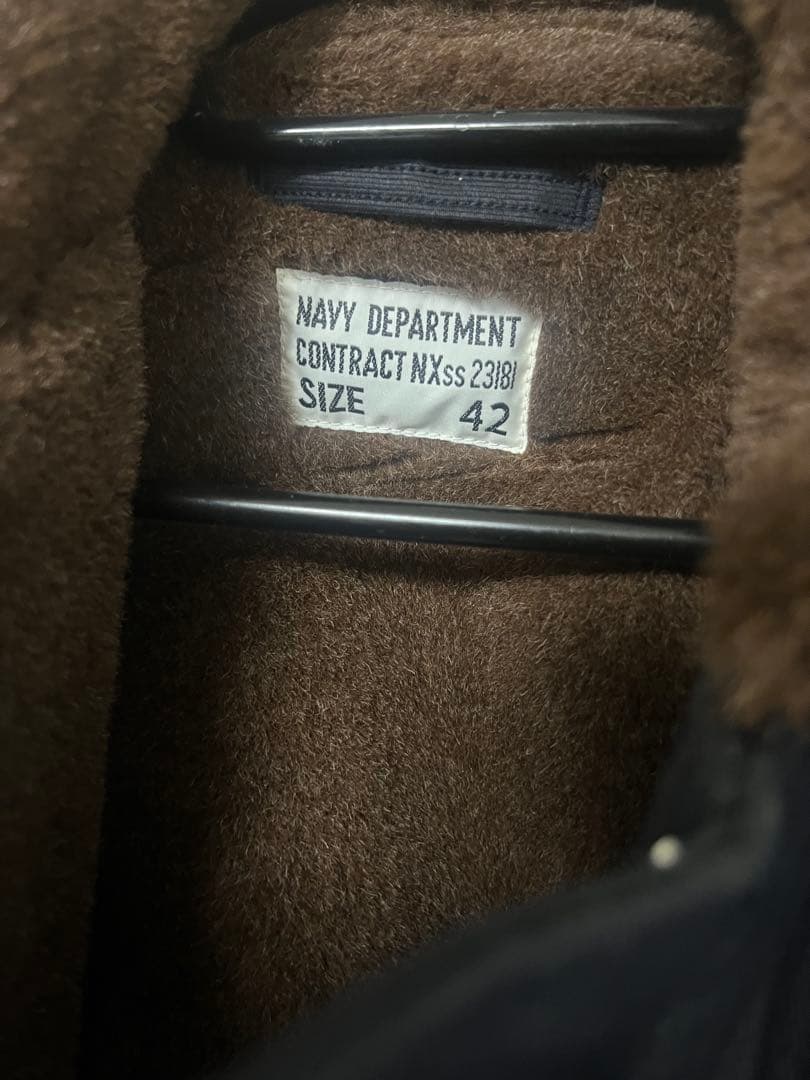 NAVY DEPARTMENT
CONTRACT NXss 23181
SIZE 42